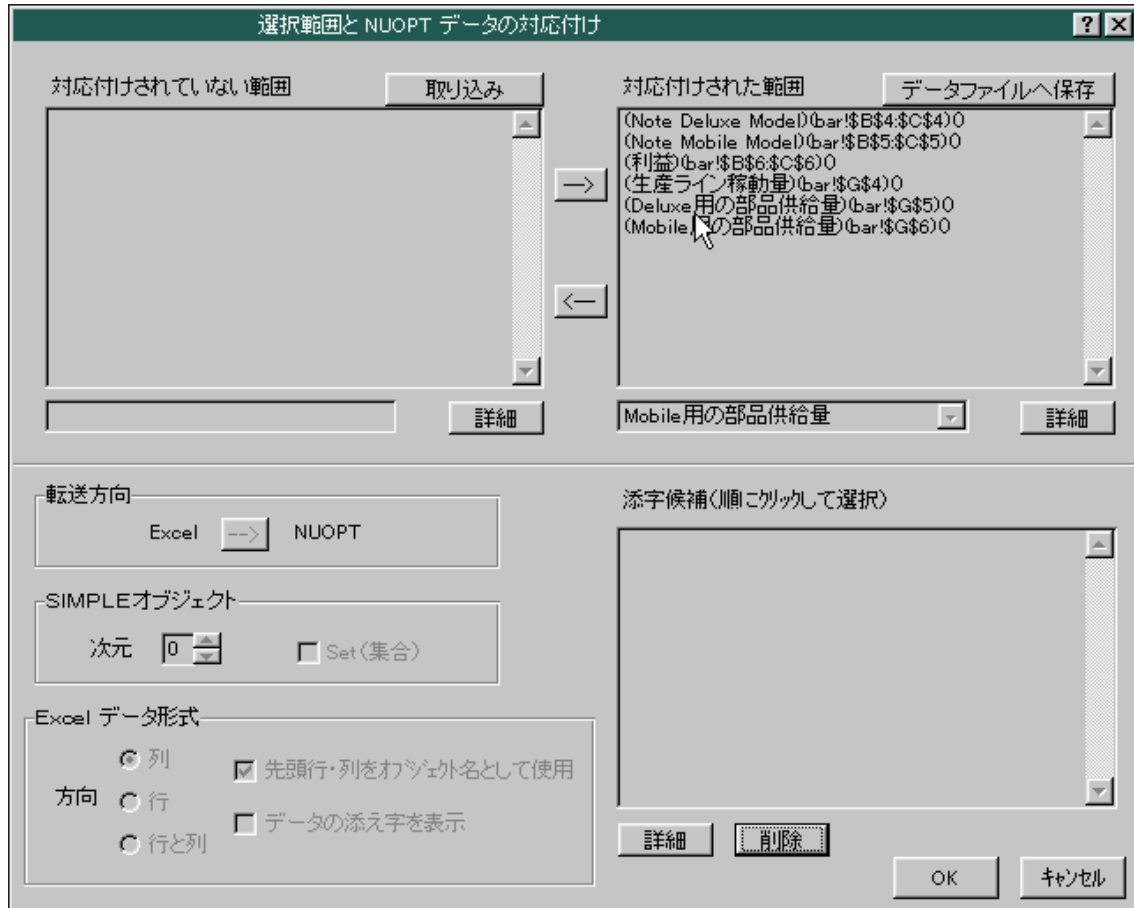 選択範囲と NUOPT データの対応付け
対応付けされていない範囲
取り込み
対応付けされた範囲
データファイルへ保存
(Note Deluxe Model)(bar!$B$4:$C$4)()
(Note Mobile Model)(bar!$B$5:$C$5)()
(利益)(bar!$B$6:$C$6)()
(生産ライン稼動量)(bar!$G$4)()
(Deluxe用の部品供給量)(bar!$G$5)()
(Mobile用の部品供給量)(bar!$G$6)()
-->
<--
詳細
Mobile用の部品供給量
詳細
転送方向
Excel --> NUOPT
添字候補(順にクリックして選択)
SIMPLEオブジェクト
次元 0 Set(集合)
Excel データ形式
方向
列
行
行と列
先頭行・列をオブジェクト名として使用
データの添え字を表示
詳細
削除
OK
キャンセル